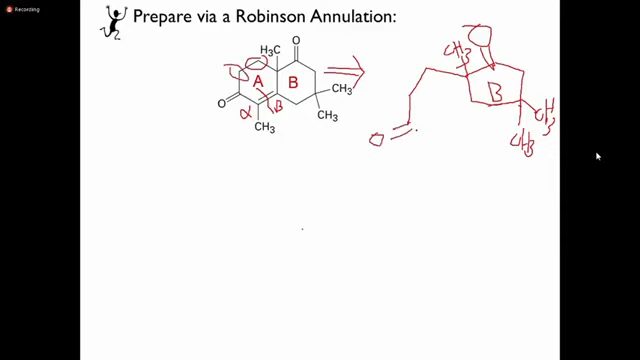 Recording
Prepare via a Robinson Annulation:
O
H₃C
A
B
O
CH₃
CH₃
α
β
CH₃
O
CH3
B
CH3
CH3
O